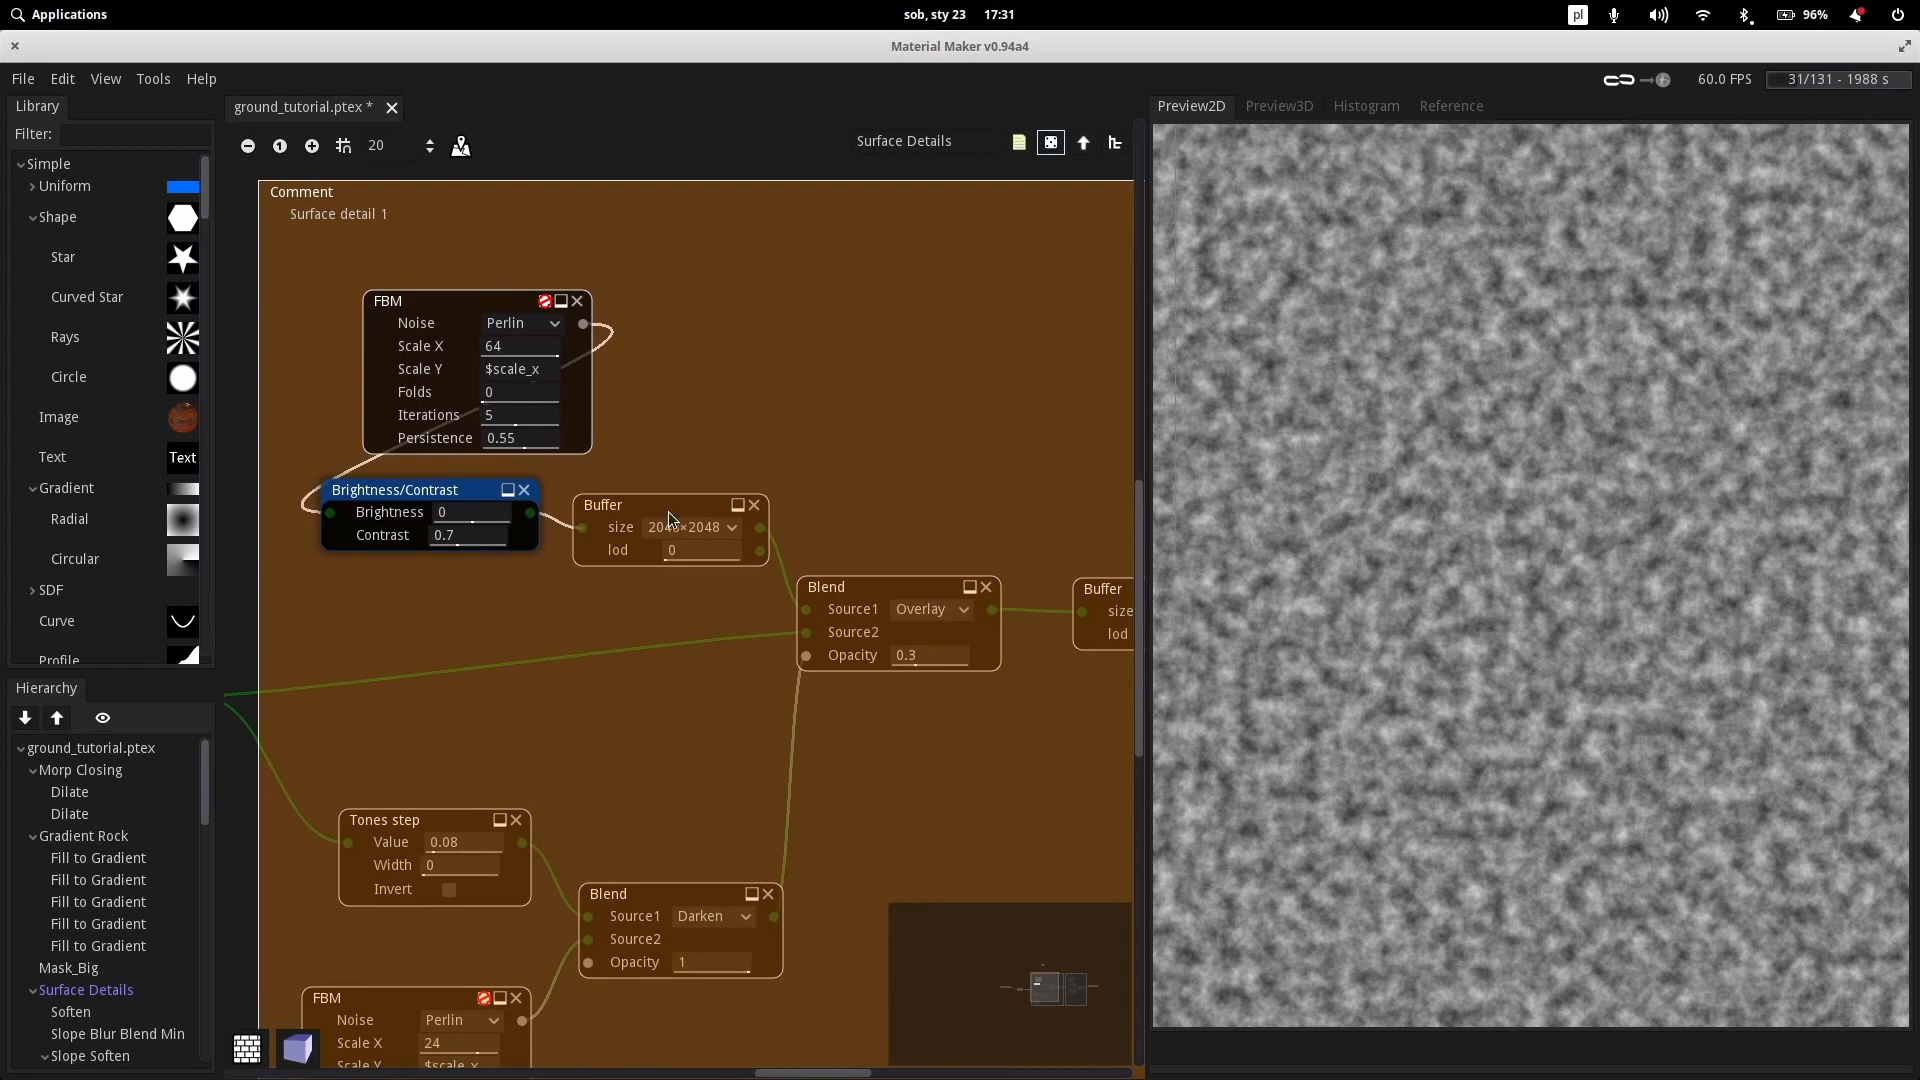 Applications
sob, sty 23 17:31
pl
96%
Material Maker v0.94a4
File Edit View Tools Help
60.0 FPS
31/131 - 1988 s
Library
ground_tutorial.ptex *
Preview2D Preview3D Histogram Reference
Filter:
20
Surface Details
Simple
Uniform
Shape
Star
Curved Star
Rays
Circle
Image
Text
Text
Gradient
Radial
Circular
SDF
Curve
Profile
Hierarchy
ground_tutorial.ptex
Morp Closing
Dilate
Dilate
Gradient Rock
Fill to Gradient
Fill to Gradient
Fill to Gradient
Fill to Gradient
Fill to Gradient
Mask_Big
Surface Details
Soften
Slope Blur Blend Min
Slope Soften
Comment
Surface detail 1
FBM
Noise Perlin
Scale X 64
Scale Y $scale_x
Folds 0
Iterations 5
Persistence 0.55
Brightness/Contrast
Brightness 0
Contrast 0.7
Buffer
size 2048×2048
lod 0
Blend
Source1 Overlay
Source2
Opacity 0.3
Buffer
size
lod
Tones step
Value 0.08
Width 0
Invert
Blend
Source1 Darken
Source2
Opacity 1
FBM
Noise Perlin
Scale X 24
Scale Y $scale_x